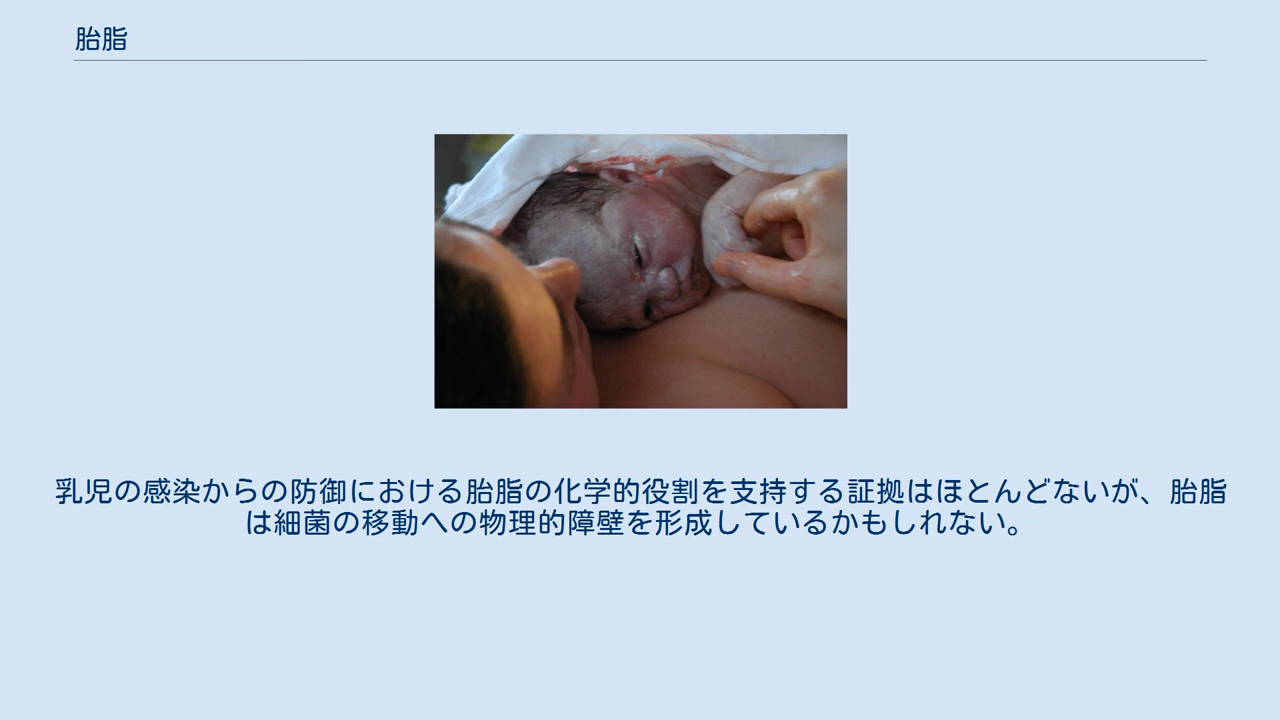 胎脂
乳児の感染からの防御における胎脂の化学的役割を支持する証拠はほとんどないが、胎脂
は細菌の移動への物理的障壁を形成しているかもしれない。